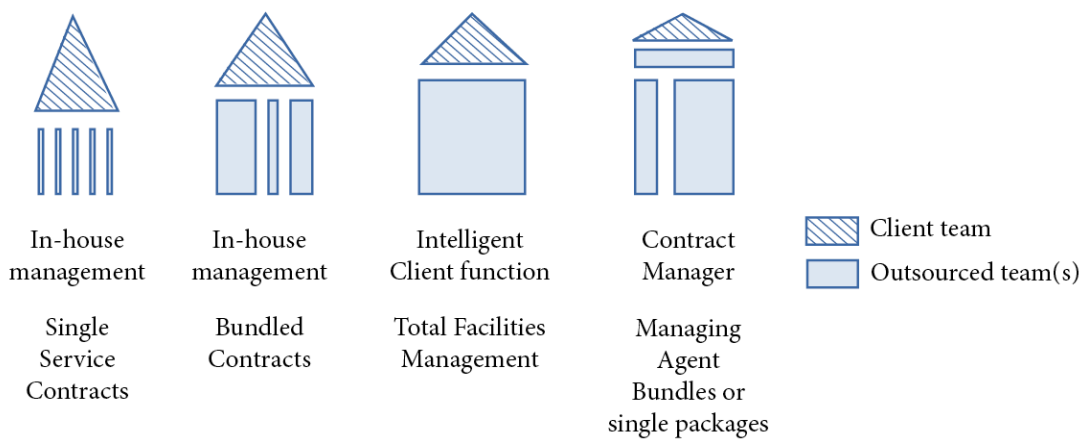 In-house
management
Single
Service
Contracts
In-house
management
Bundled
Contracts
Intelligent
Client function
Total Facilities
Management
Contract
Manager
Managing
Agent
Bundles or
single packages
Client team
Outsourced team(s)